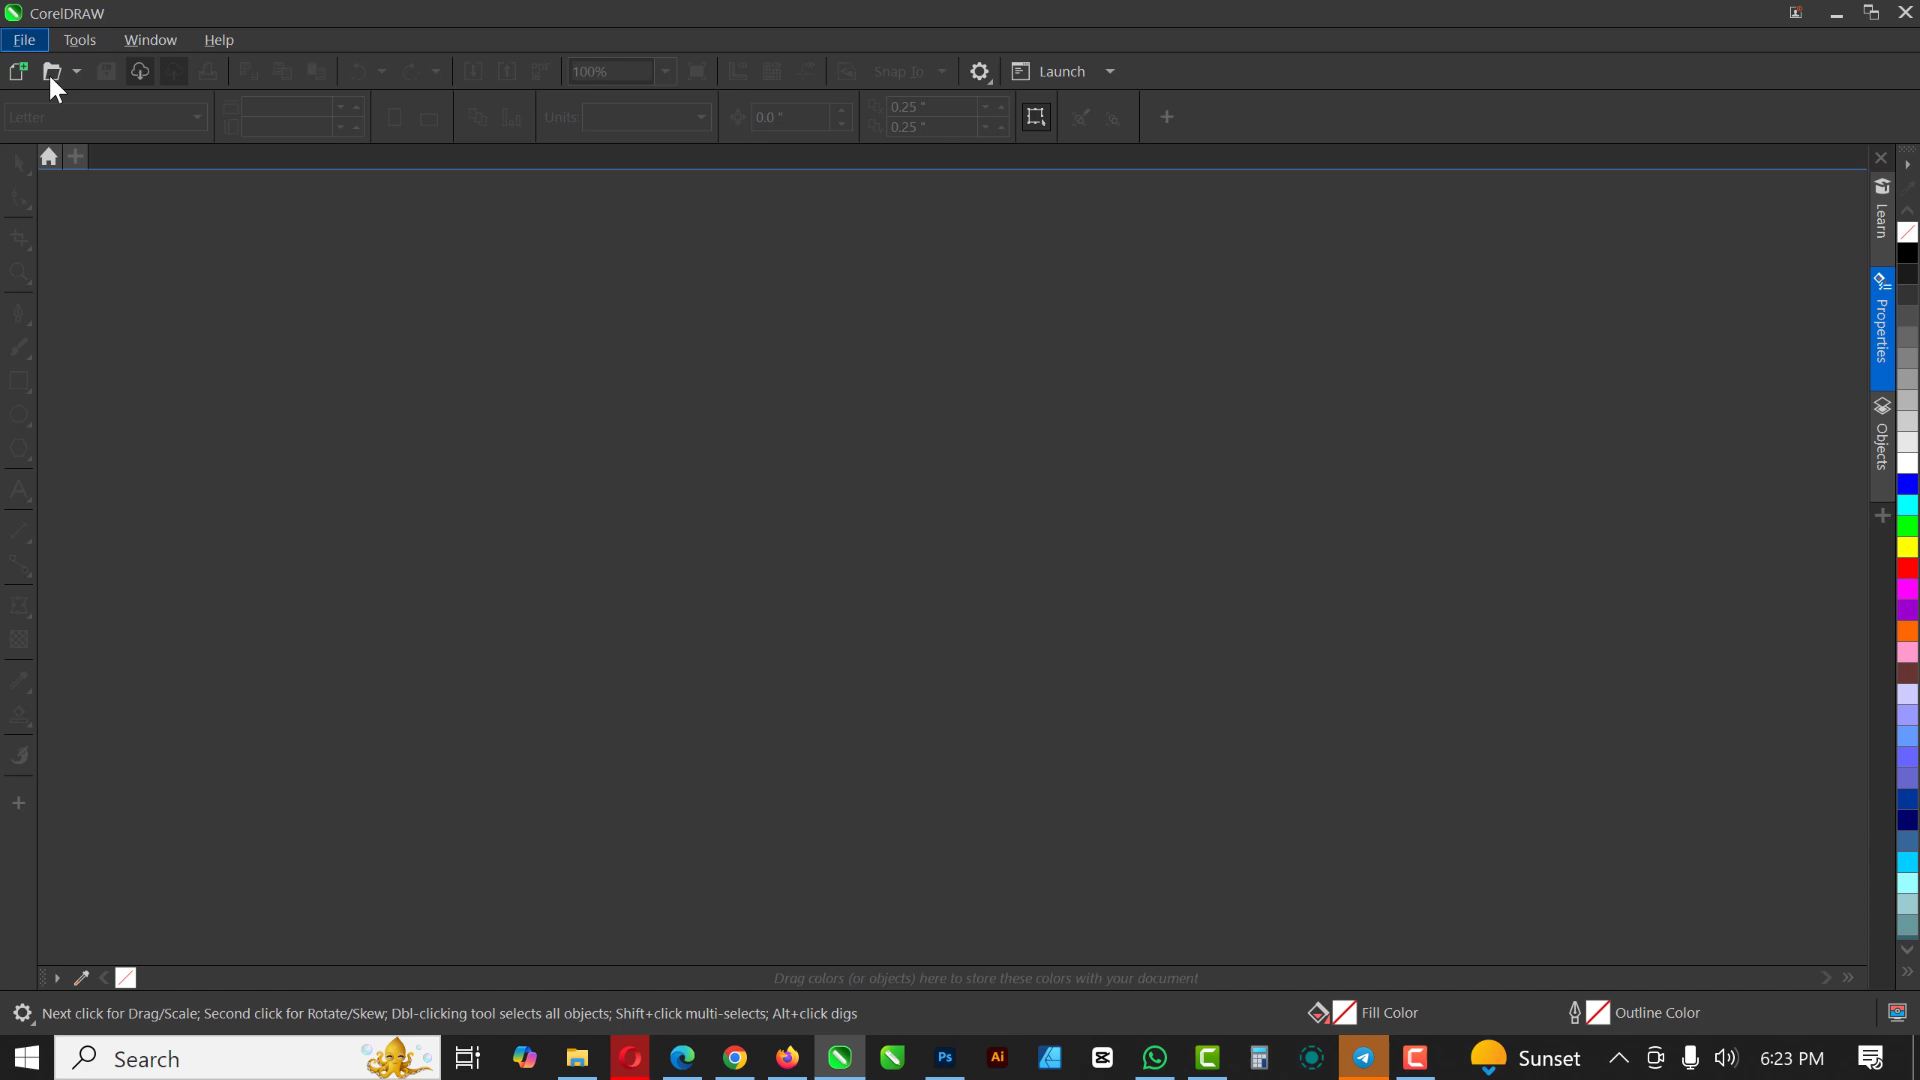 CorelDRAW
File Tools Window Help
100% Snap To Launch
Letter Units: 0.0 " 0.25 "
0.25 "
Learn
Properties
Objects
Drag colors (or objects) here to store these colors with your document
Next click for Drag/Scale; Second click for Rotate/Skew; Dbl-clicking tool selects all objects; Shift+click multi-selects; Alt+click digs Fill Color Outline Color
Search Ps Ai Sunset 6:23 PM